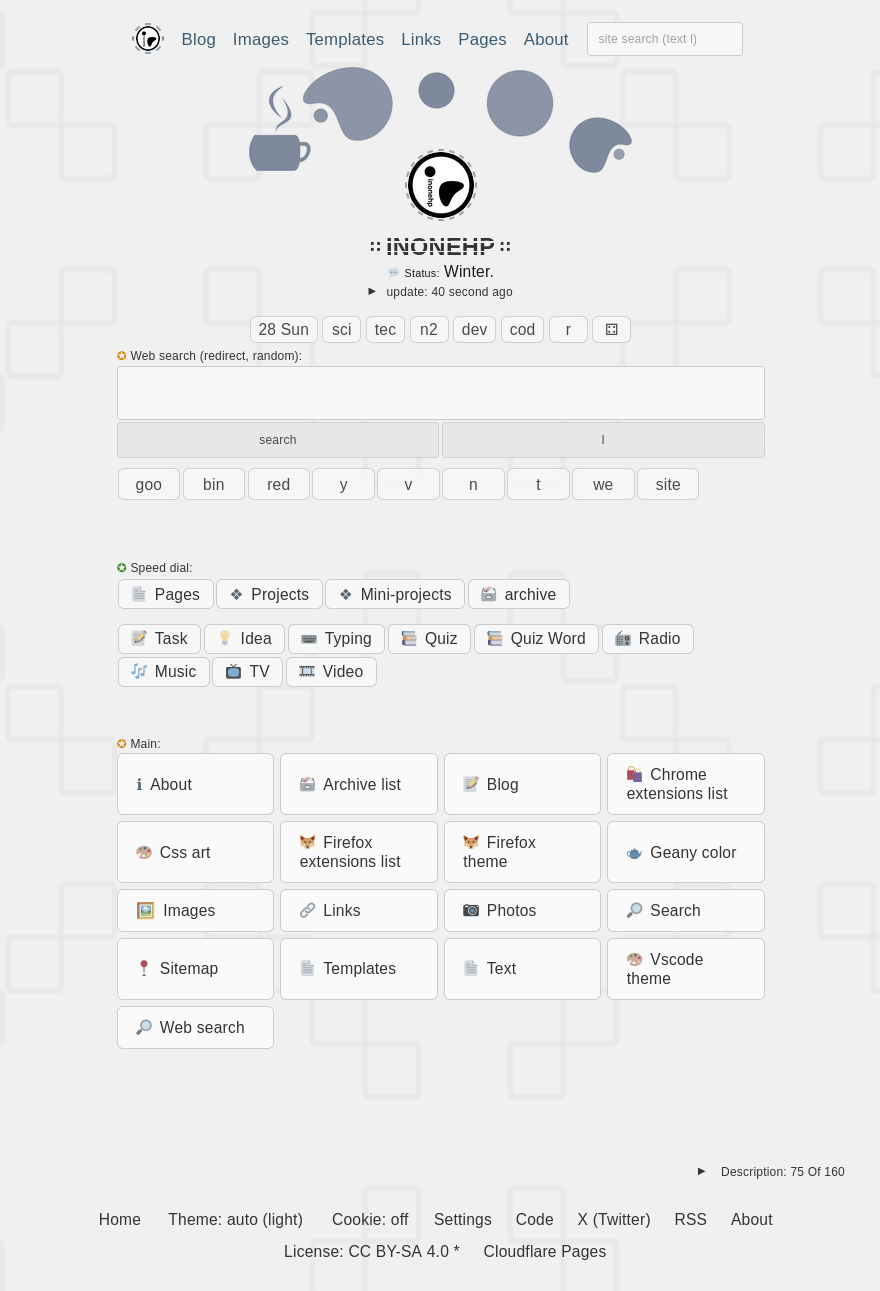 Blog Images Templates Links Pages About site search (text l)
inonehp
:: INONEHP ::
Status: Winter.
▶ update: 40 second ago
28 Sun sci tec n2 dev cod r ⚃
✪ Web search (redirect, random):
search l
goo bin red y v n t we site
✪ Speed dial:
Pages ❖ Projects ❖ Mini-projects archive
Task Idea Typing Quiz Quiz Word Radio
Music TV Video
✪ Main:
ℹ About Archive list Blog Chrome extensions list
Css art Firefox extensions list Firefox theme Geany color
Images Links Photos Search
Sitemap Templates Text Vscode theme
Web search
▶ Description: 75 Of 160
Home Theme: auto (light) Cookie: off Settings Code X (Twitter) RSS About
License: CC BY-SA 4.0 * Cloudflare Pages